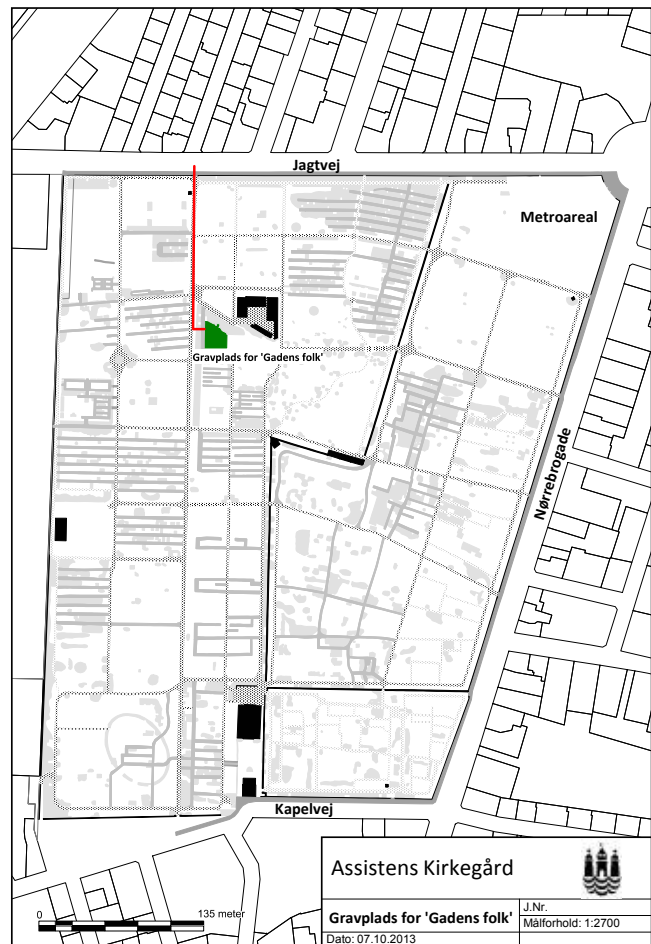 Jagtvej
Metroareal
Gravplads for 'Gadens folk'
Nørrebrogade
Kapelvej
Assistens Kirkegård
Gravplads for 'Gadens folk'
J.Nr.
Målforhold: 1:2700
Dato: 07.10.2013
0 135 meter